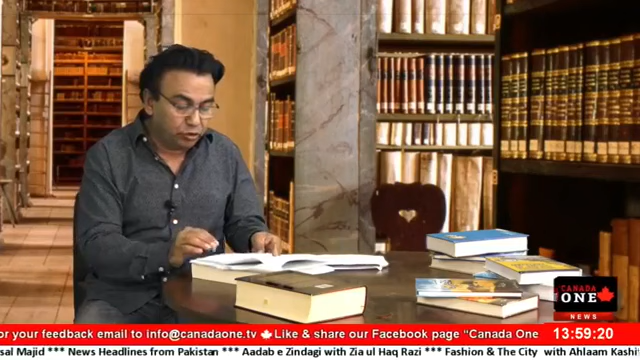 CANADA
ONE
NEWS
or your feedback email to info@canadaone.tv Like & share our Facebook page "Canada One
13:59:20
sal Majid *** News Headlines from Pakistan *** Aadab e Zindagi with Zia ul Haq Razi *** Fashion & The City with Ahlaam Kashi